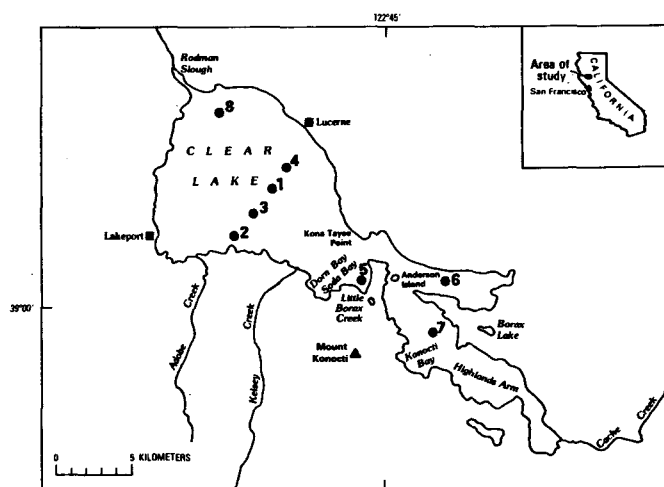 122°45'
Rodman
Slough
8
Lucerne
Area of
study
San Francisco
CALIFORNIA
CLEAR
LAKE
4
1
3
2
Lakeport
Kono Tayee
Point
Dorn Bay
Soda Bay
5
Anderson
Island
6
39°00'
Little
Borax
Creek
7
Borax
Lake
Mount
Konocti
Konocti
Bay
Highlands Arm
Adobe
Creek
Kelsey
Creek
Cache
Creek
0 5 KILOMETERS